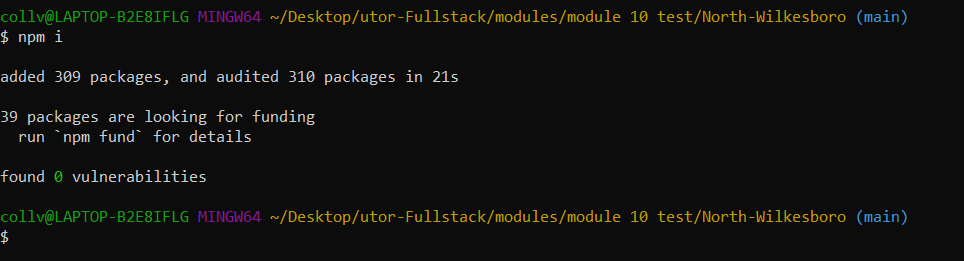 collv@LAPTOP-B2E8IFLG MINGW64 ~/Desktop/utor-Fullstack/modules/module 10 test/North-Wilkesboro (main)
$ npm i
added 309 packages, and audited 310 packages in 21s
39 packages are looking for funding
  run `npm fund` for details
found 0 vulnerabilities
collv@LAPTOP-B2E8IFLG MINGW64 ~/Desktop/utor-Fullstack/modules/module 10 test/North-Wilkesboro (main)
$